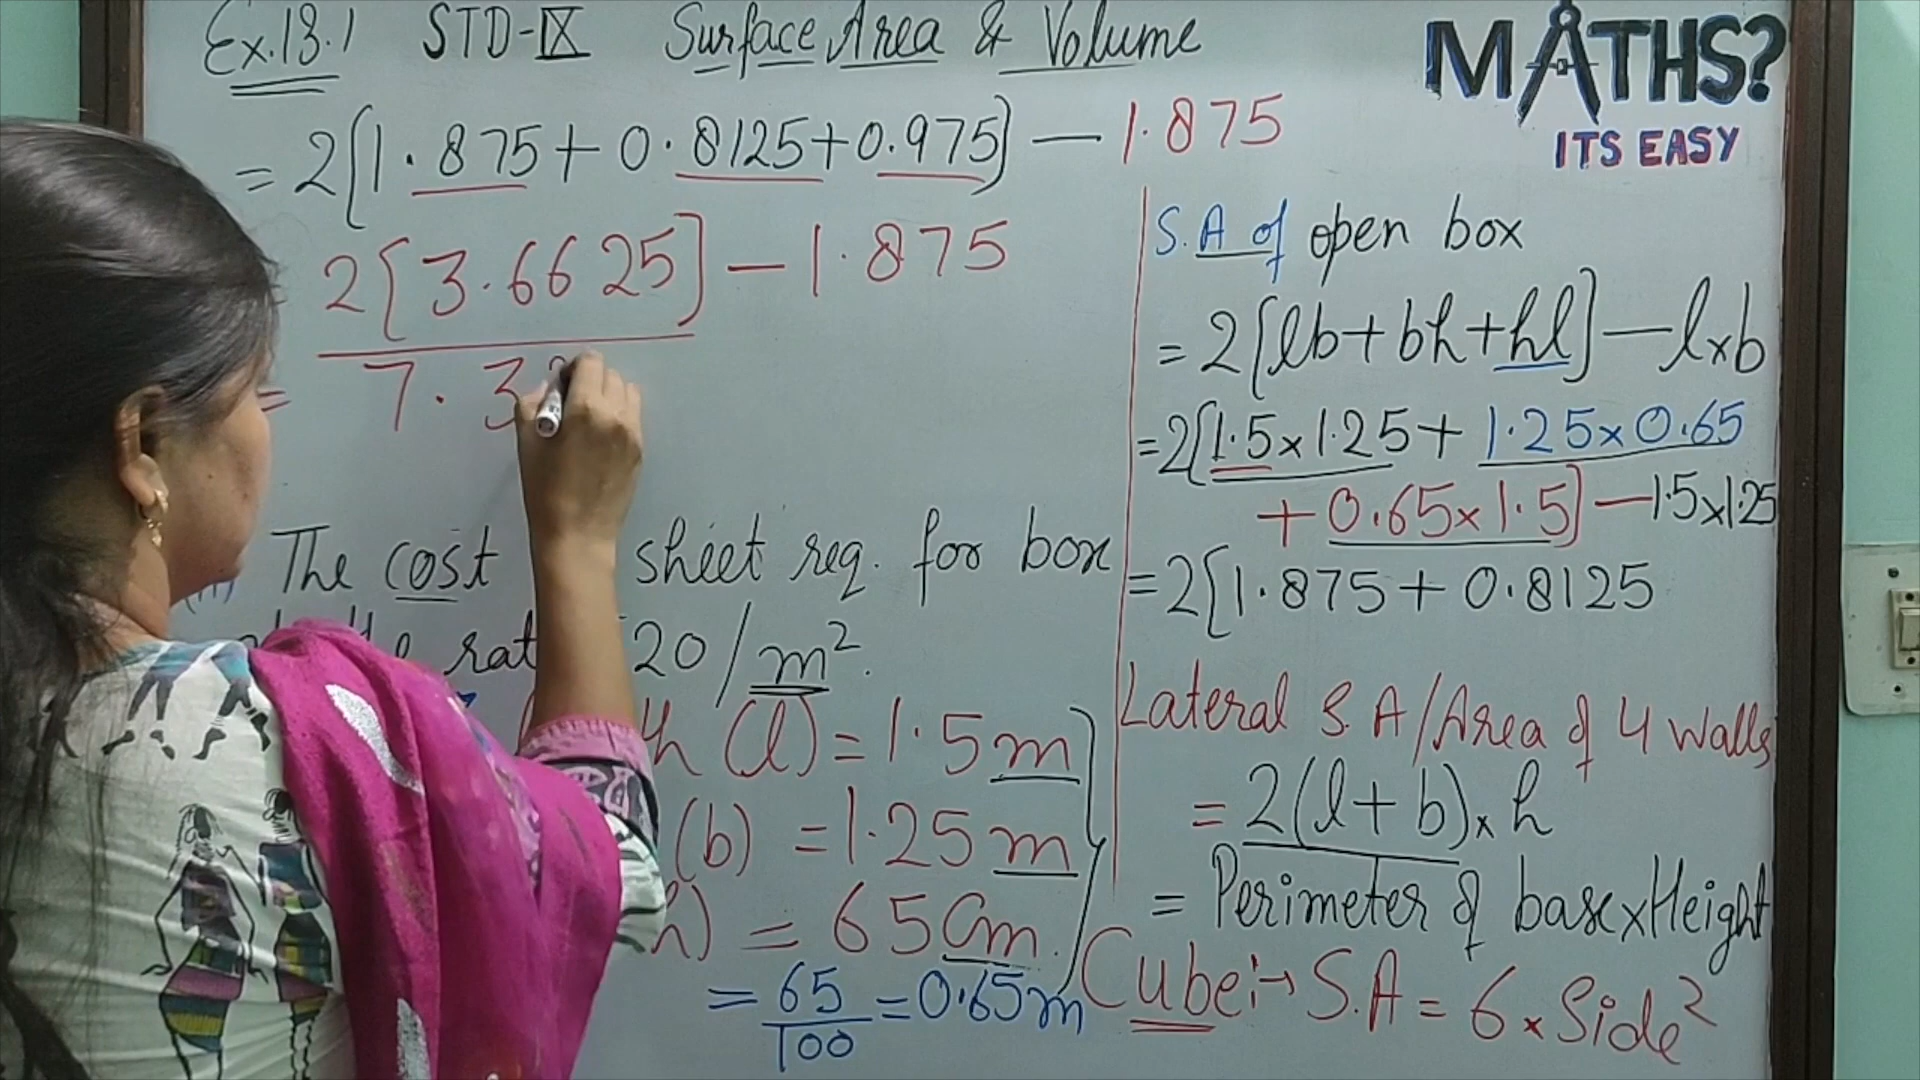 Ex.13.1 STD-IX Surface Area & Volume
MATHS?
ITS EASY
= 2[1.875+0.8125+0.975] — 1.875
2[3.6625] — 1.875
= 7.3
The cost sheet req. for box
20/m².
(l) = 1.5 m
(b) = 1.25 m
h) = 65 cm.
= 65/100 = 0.65m
S.A of open box
= 2[lb+bh+hl] — l×b
=2[1.5×1.25+ 1.25×0.65
+ 0.65×1.5] — 1.5×1.25
=2[1.875+0.8125
Lateral S.A/Area of 4 walls
= 2(l+b)×h
= Perimeter of base×Height
Cube:→ S.A = 6×Side²